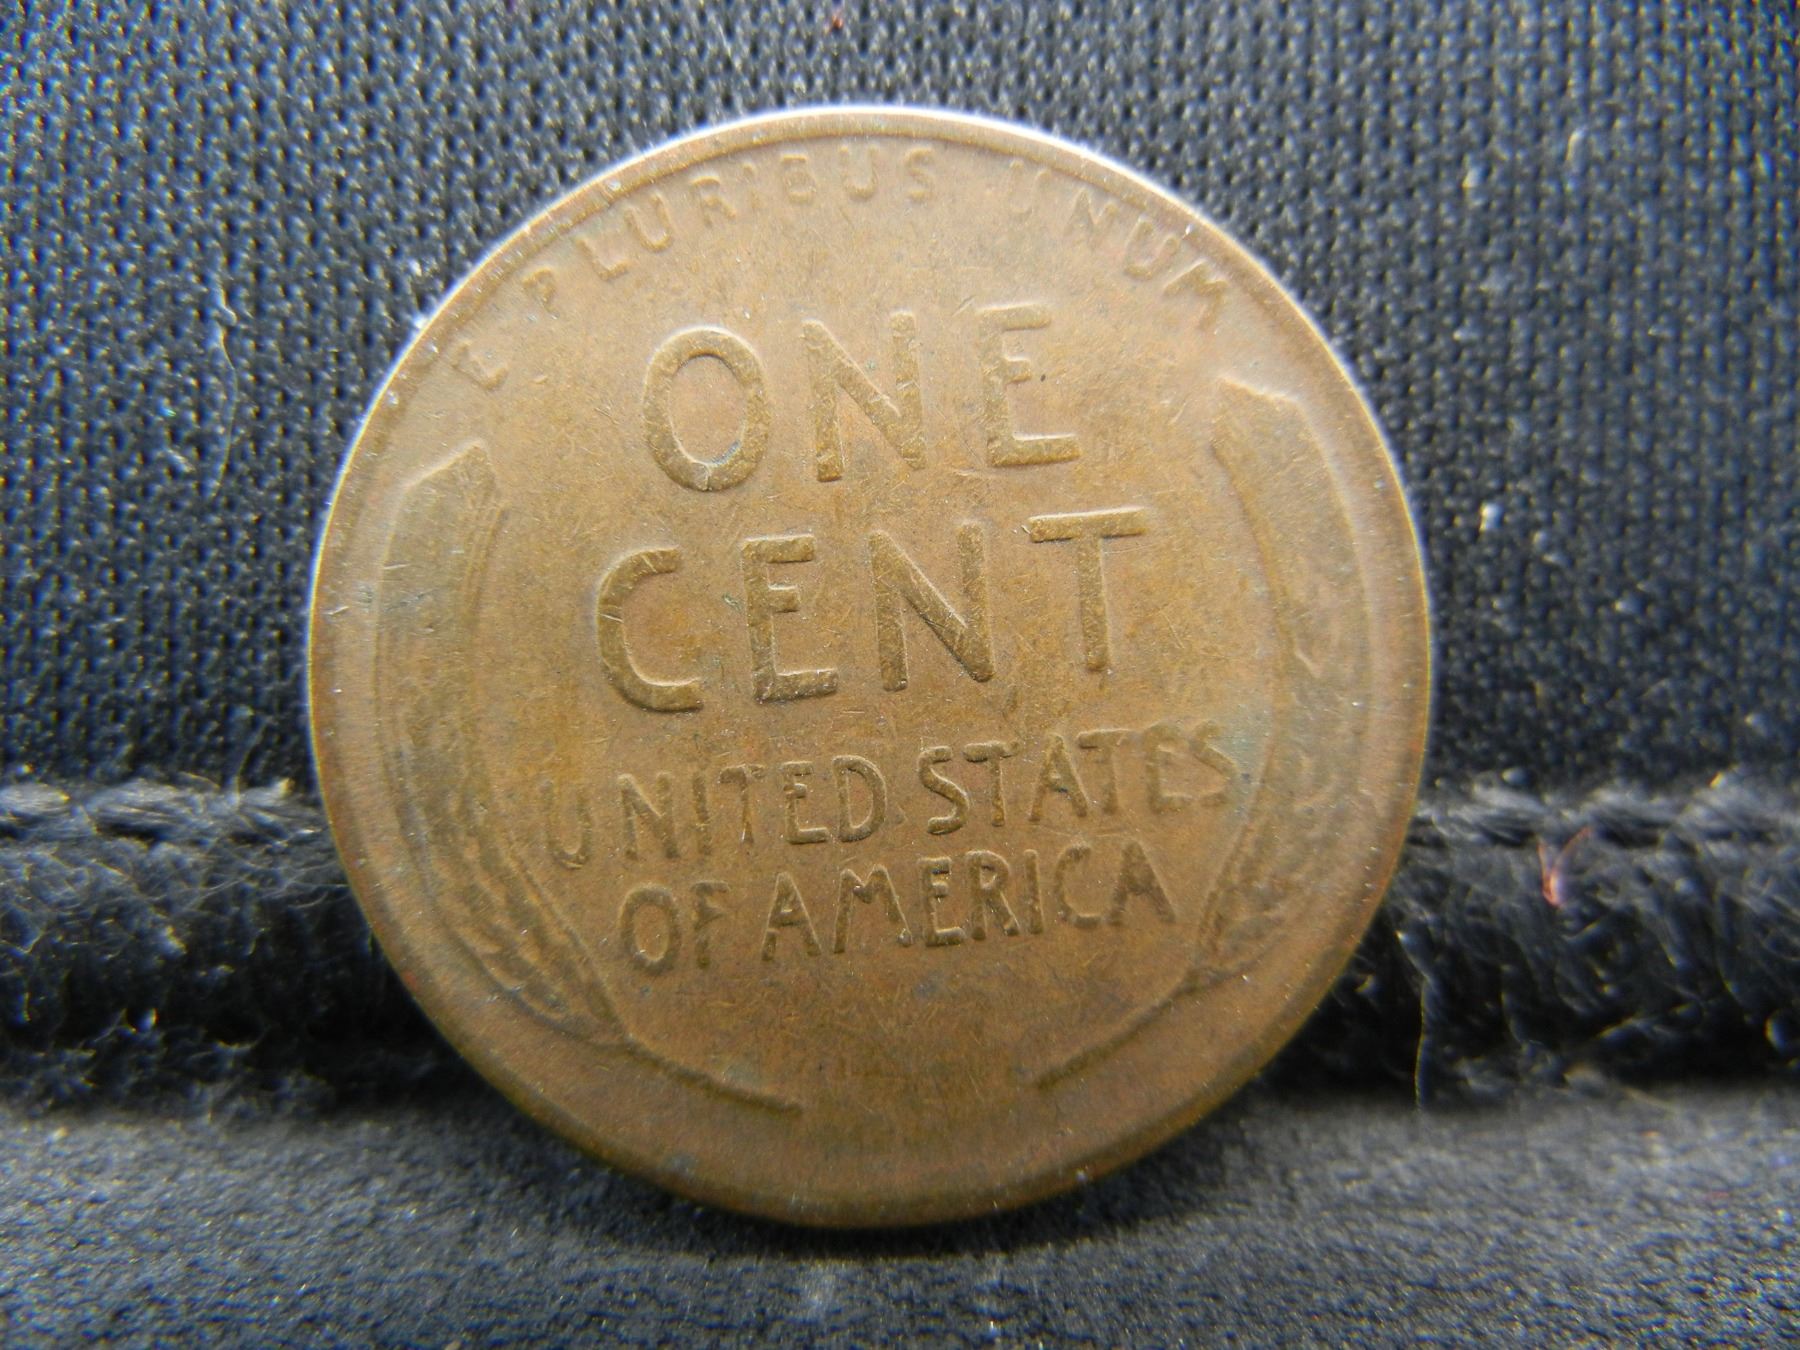 E PLURIBUS UNUM
ONE
CENT
UNITED STATES
OF AMERICA